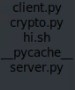 client.py
crypto.py
hi.sh
__pycache__
server.py